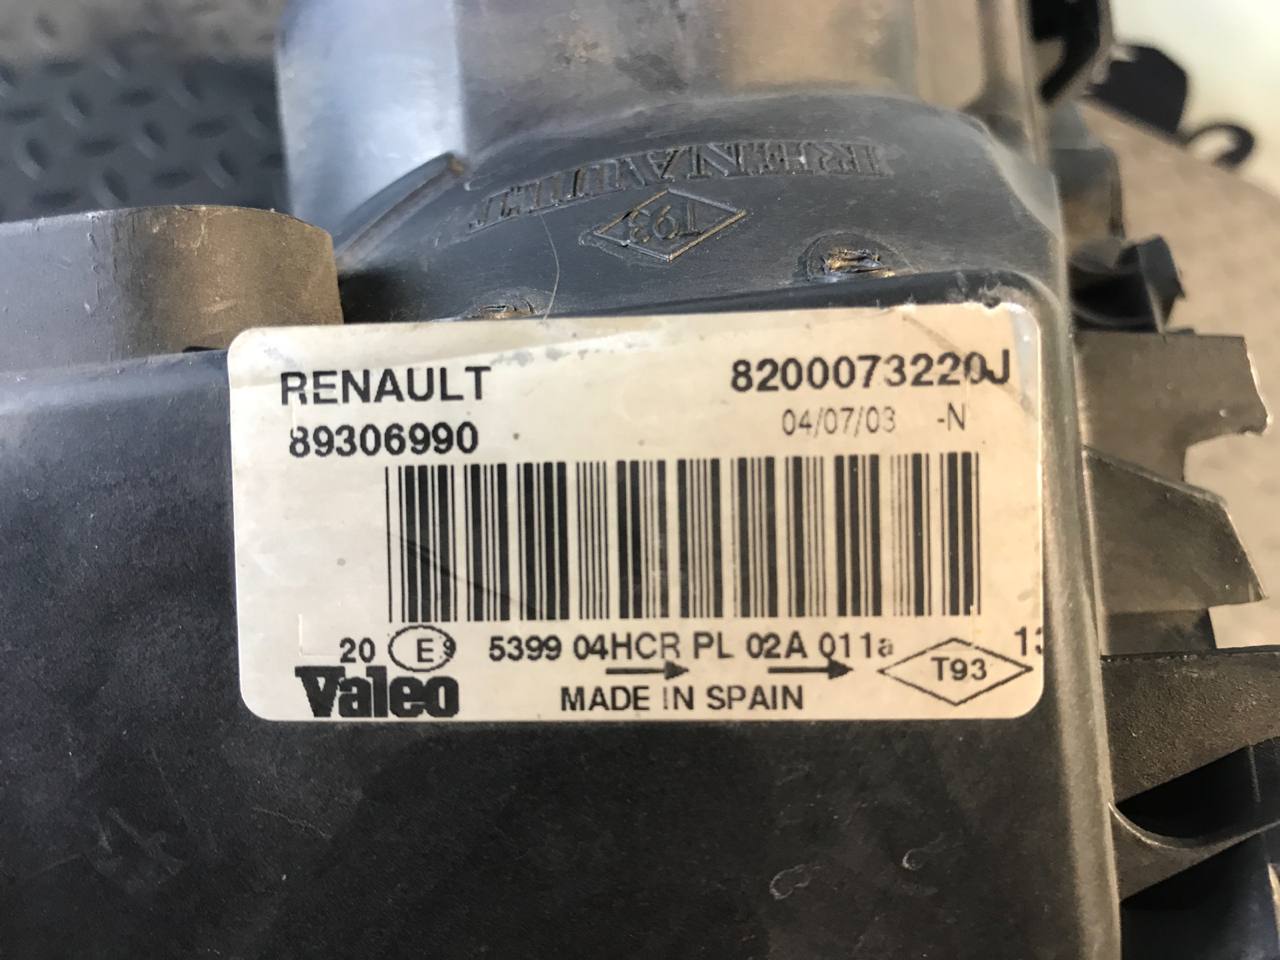 RENAULT
T93
RENAULT 8200073220J
89306990 04/07/03 -N
20 E9 5399 04HCR PL 02A 011a T93
Valeo MADE IN SPAIN